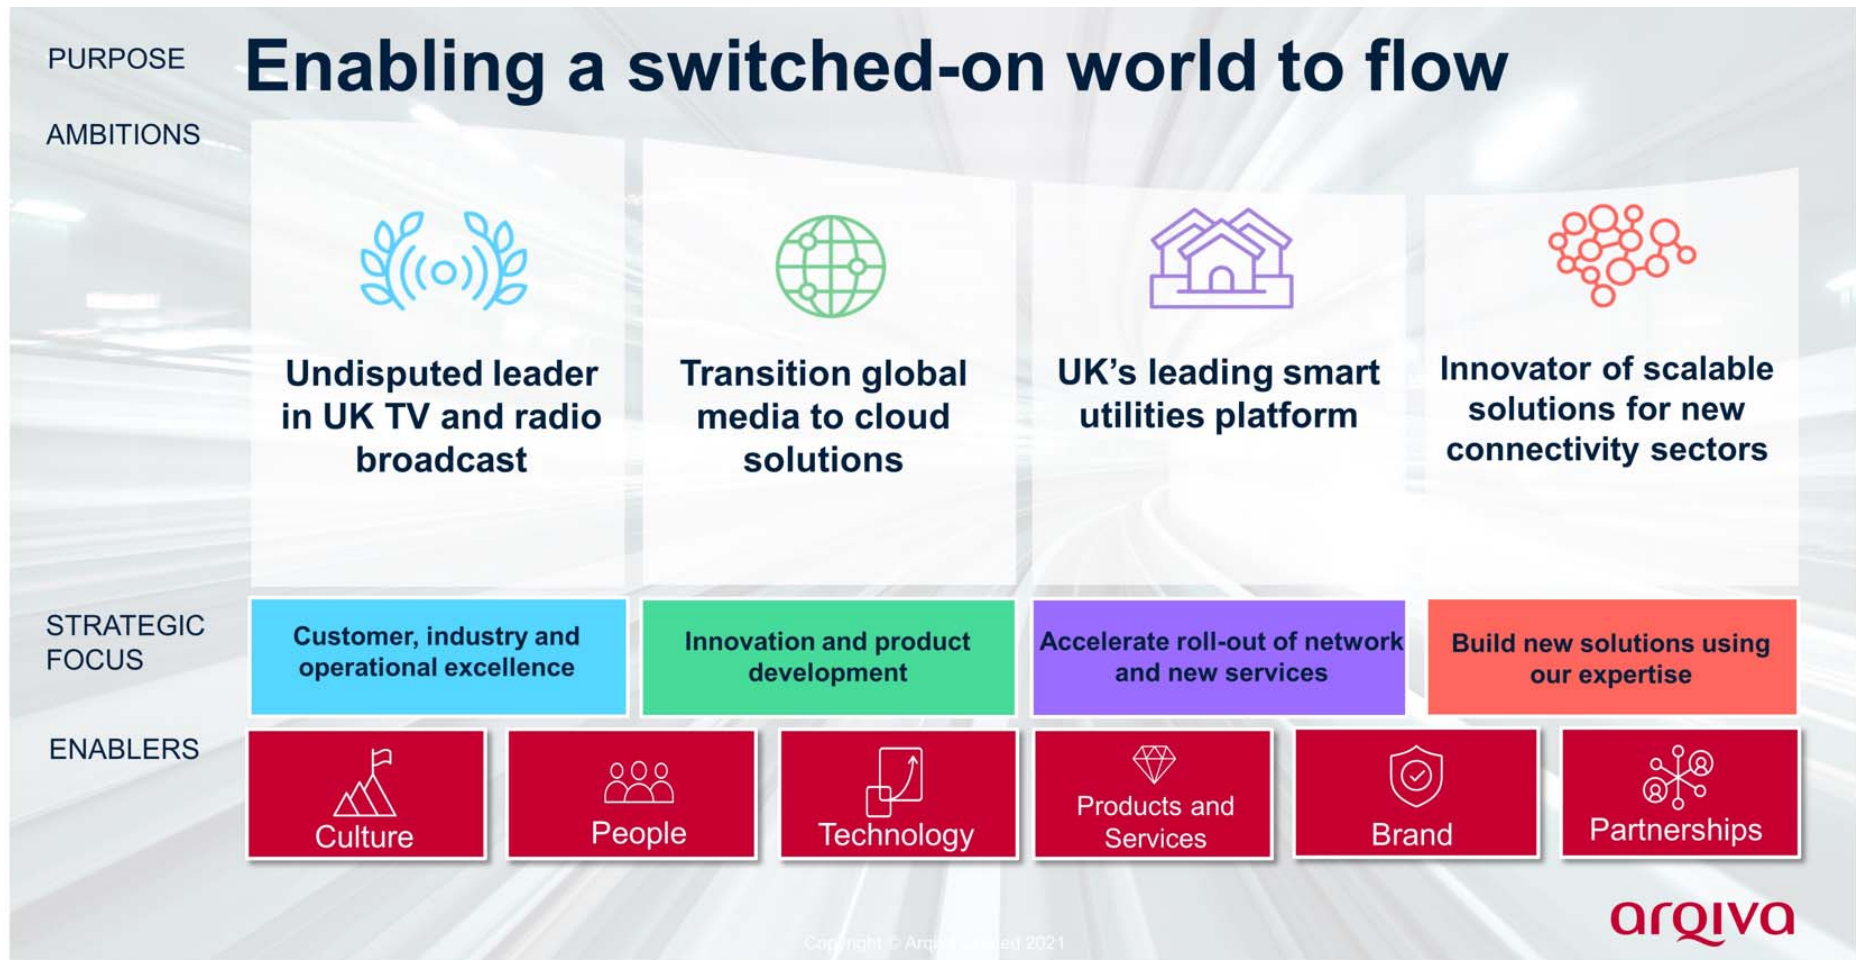 PURPOSE
Enabling a switched-on world to flow
AMBITIONS
Undisputed leader
in UK TV and radio
broadcast
Transition global
media to cloud
solutions
UK's leading smart
utilities platform
Innovator of scalable
solutions for new
connectivity sectors
STRATEGIC
FOCUS
Customer, industry and
operational excellence
Innovation and product
development
Accelerate roll-out of network
and new services
Build new solutions using
our expertise
ENABLERS
Culture
People
Technology
Products and
Services
Brand
Partnerships
arqiva
Copyright © 2021